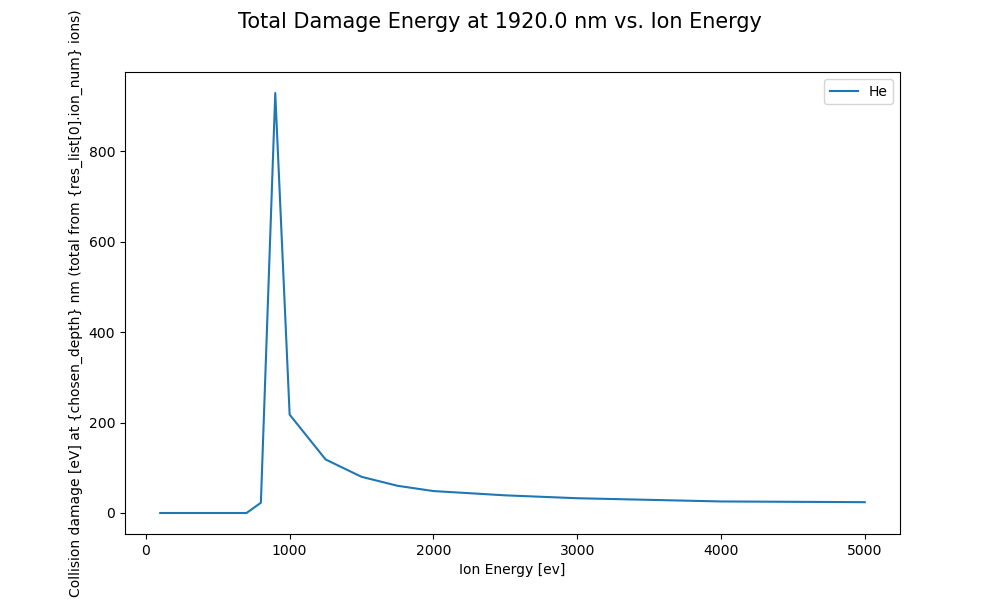 Total Damage Energy at 1920.0 nm vs. Ion Energy
Collision damage [eV] at {chosen_depth} nm (total from {res_list[0].ion_num} ions)
He
800
600
400
200
0
0 1000 2000 3000 4000 5000
Ion Energy [ev]